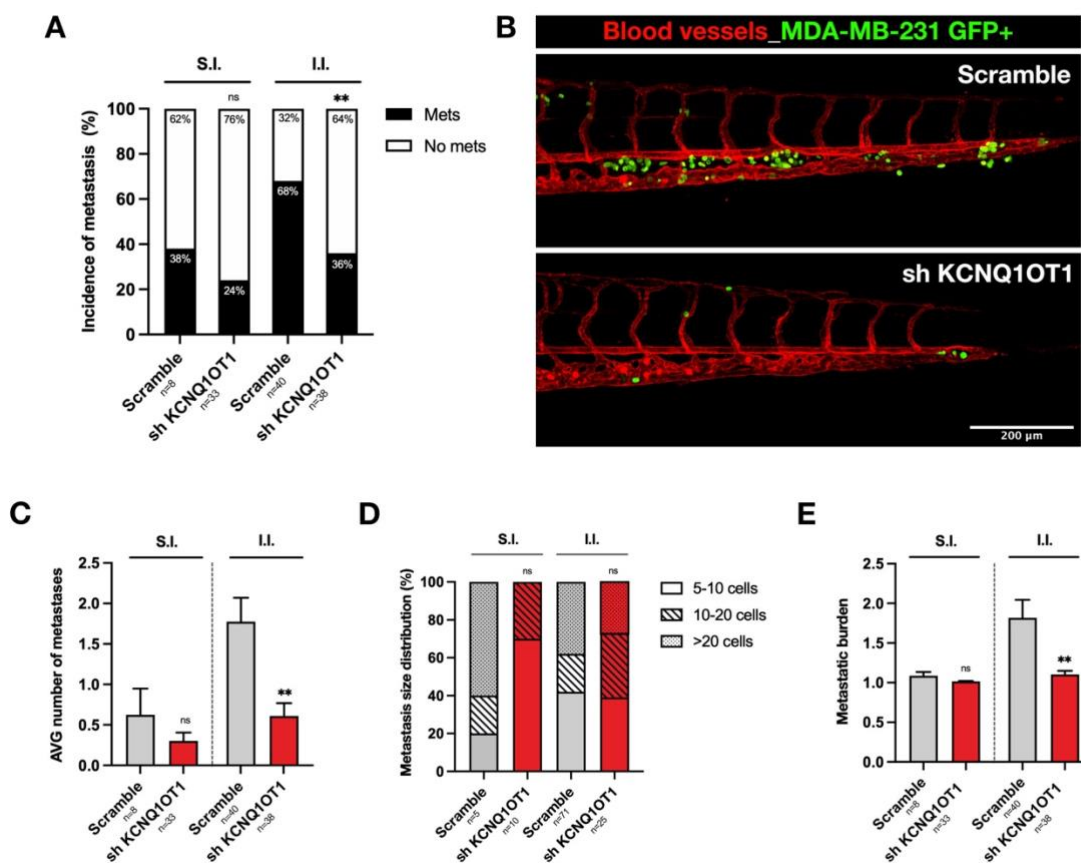 A
S.I.
I.I.
ns
**
100
80
60
40
20
0
Incidence of metastasis (%)
62%
76%
32%
64%
38%
24%
68%
36%
Mets
No mets
Scramble
n=8
sh KCNQ1OT1
n=33
Scramble
n=40
sh KCNQ1OT1
n=38
B
Blood vessels_MDA-MB-231 GFP+
Scramble
sh KCNQ1OT1
200 µm
C
S.I.
I.I.
2.5
2.0
1.5
1.0
0.5
0.0
AVG number of metastases
ns
**
Scramble
n=8
sh KCNQ1OT1
n=33
Scramble
n=40
sh KCNQ1OT1
n=38
D
S.I.
I.I.
ns
ns
100
80
60
40
20
0
Metastasis size distribution (%)
5-10 cells
10-20 cells
>20 cells
Scramble
n=5
sh KCNQ1OT1
n=10
Scramble
n=71
sh KCNQ1OT1
n=25
E
S.I.
I.I.
2.5
2.0
1.5
1.0
0.5
0.0
Metastatic burden
ns
**
Scramble
n=8
sh KCNQ1OT1
n=33
Scramble
n=40
sh KCNQ1OT1
n=38